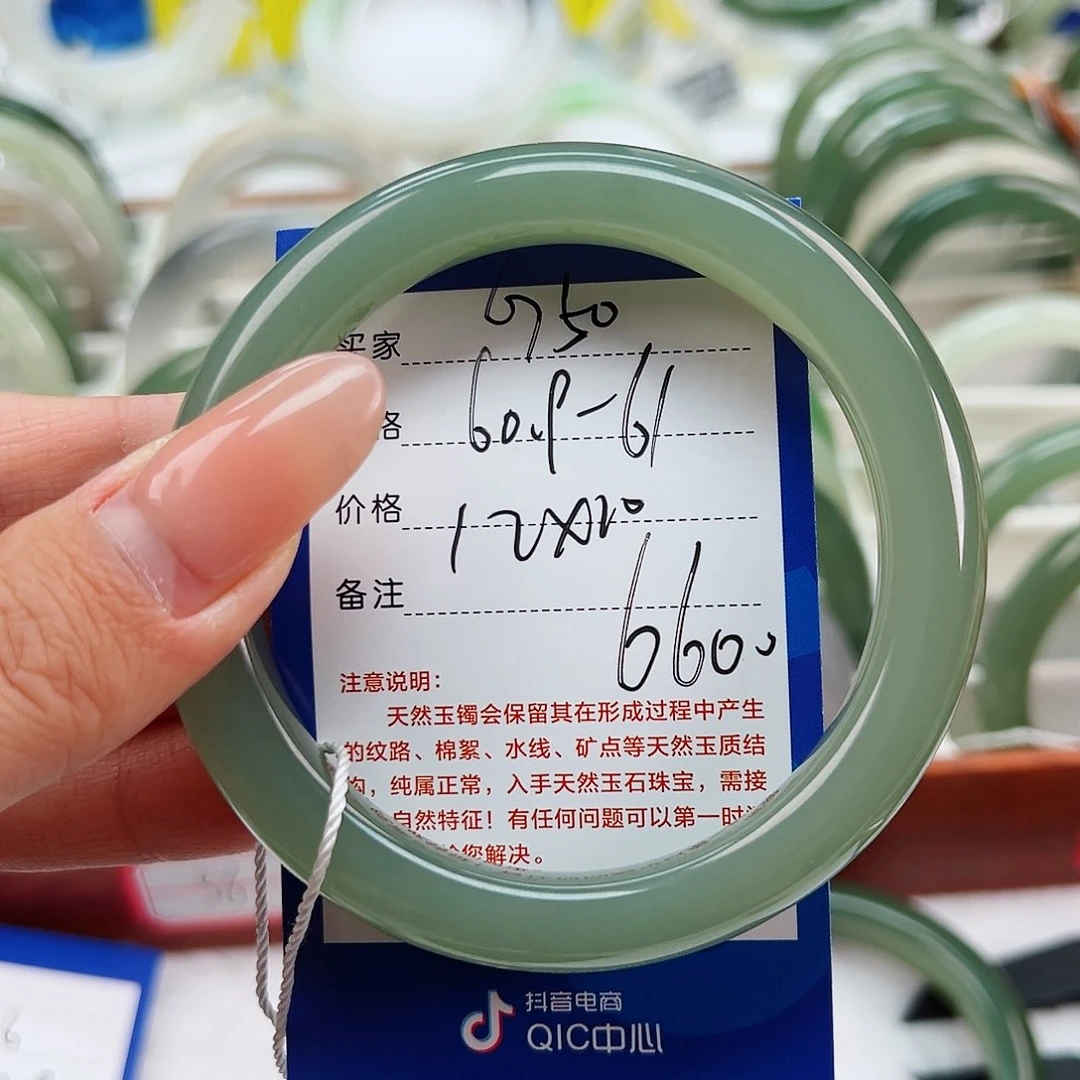 买家 G50
格 60.8-61
价格 12x10
备注 6600
注意说明:
天然玉镯会保留其在形成过程中产生
的纹路、棉絮、水线、矿点等天然玉质结
构，纯属正常，入手天然玉石珠宝，需接
自然特征！有任何问题可以第一时
给您解决。
抖音电商
QIC中心